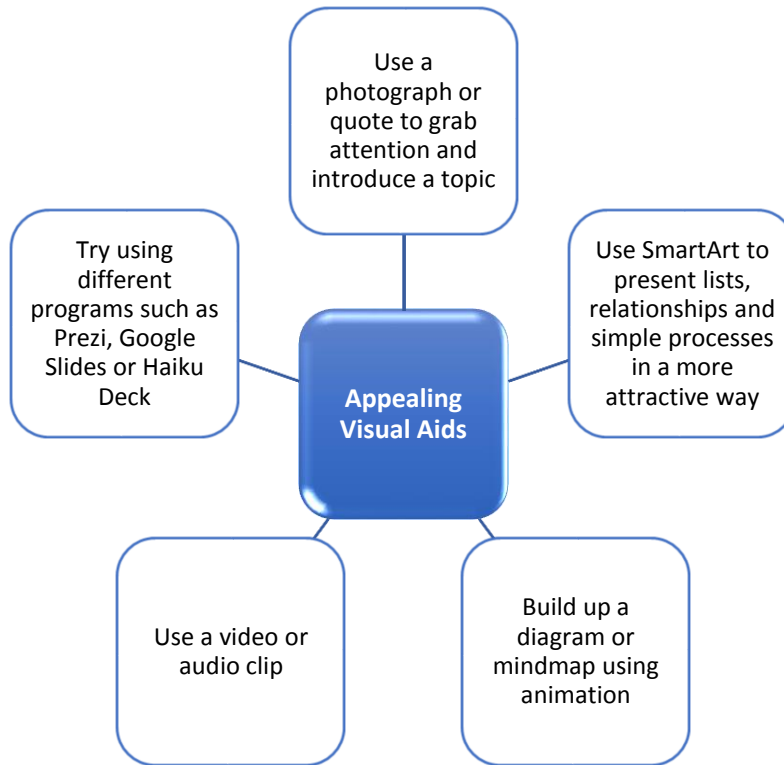 Use a
photograph or
quote to grab
attention and
introduce a topic
Try using
different
programs such as
Prezi, Google
Slides or Haiku
Deck
Use SmartArt to
present lists,
relationships and
simple processes
in a more
attractive way
Appealing
Visual Aids
Use a video or
audio clip
Build up a
diagram or
mindmap using
animation